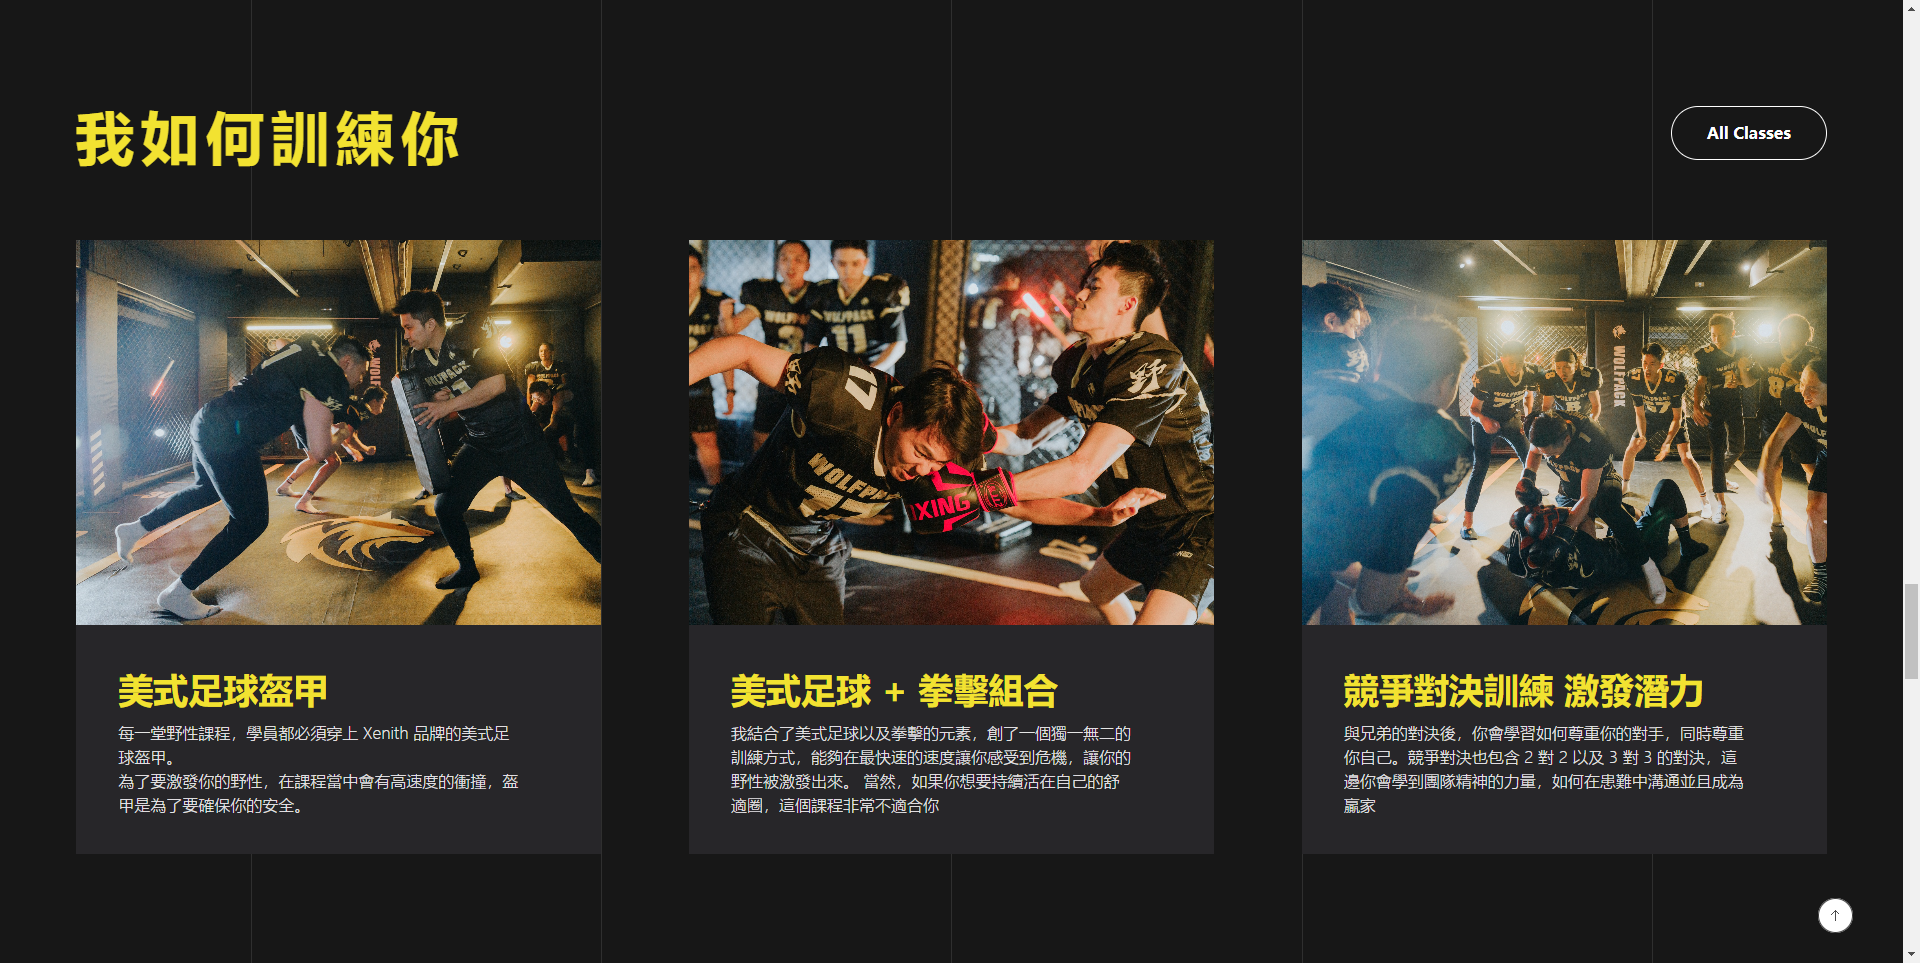 我如何訓練你
All Classes
WOLFPACK
11
WOLFPACK
野
IXING
WOLFPACK
57
美式足球盔甲
每一堂野性課程，學員都必須穿上 Xenith 品牌的美式足
球盔甲。
為了要激發你的野性，在課程當中會有高速度的衝撞，盔
甲是為了要確保你的安全。
美式足球 + 拳擊組合
我結合了美式足球以及拳擊的元素，創了一個獨一無二的
訓練方式，能夠在最快速的速度讓你感受到危機，讓你的
野性被激發出來。 當然，如果你想要持續活在自己的舒
適圈，這個課程非常不適合你
競爭對決訓練 激發潛力
與兄弟的對決後，你會學習如何尊重你的對手，同時尊重
你自己。競爭對決也包含 2 對 2 以及 3 對 3 的對決，這
邊你會學到團隊精神的力量，如何在患難中溝通並且成為
贏家